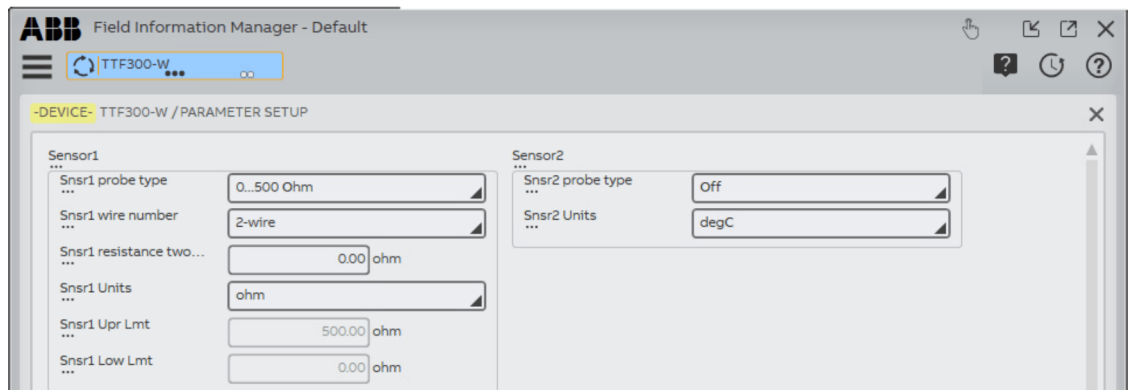 ABB Field Information Manager - Default
TTF300-W
-DEVICE- TTF300-W / PARAMETER SETUP
Sensor1
Snsr1 probe type 0...500 Ohm
Snsr1 wire number 2-wire
Snsr1 resistance two... 0.00 ohm
Snsr1 Units ohm
Snsr1 Upr Lmt 500.00 ohm
Snsr1 Low Lmt 0.00 ohm
Sensor2
Snsr2 probe type Off
Snsr2 Units degC